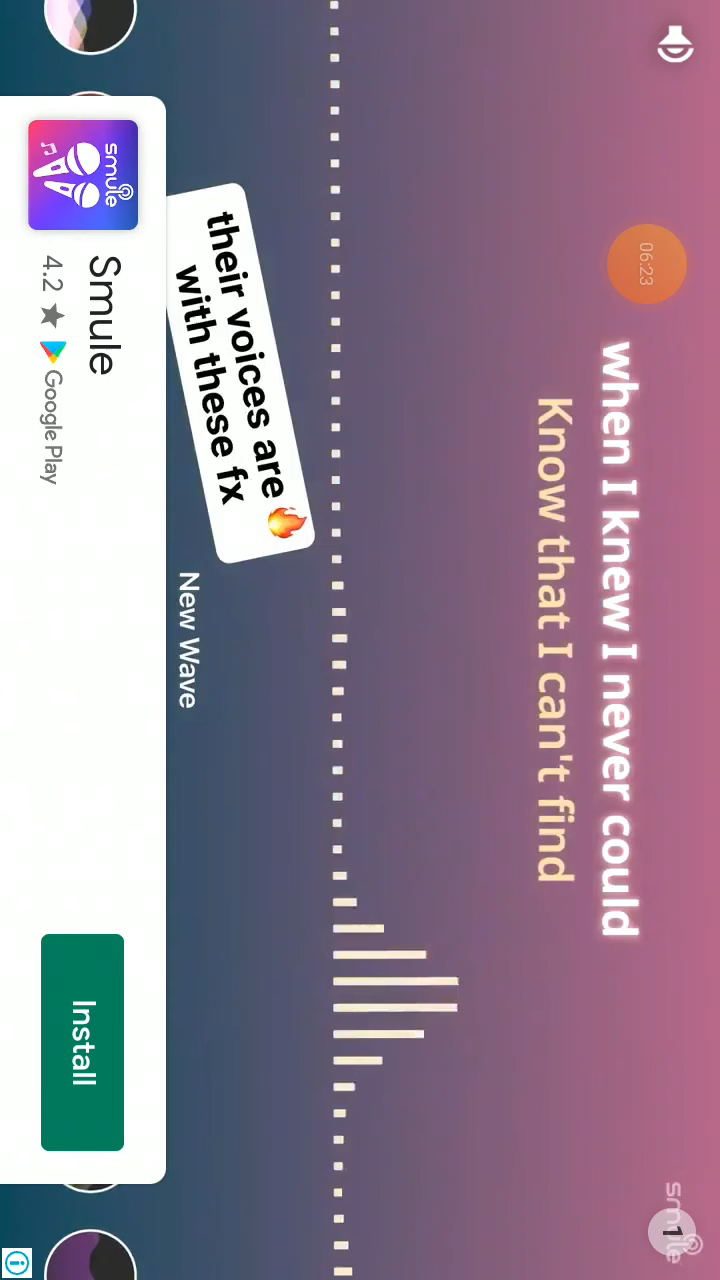 06:23
when I knew I never could
Know that I can't find
their voices are 🔥
with these fx
New Wave
smule
Smule
4.2 ★ Google Play
Install
smule
1